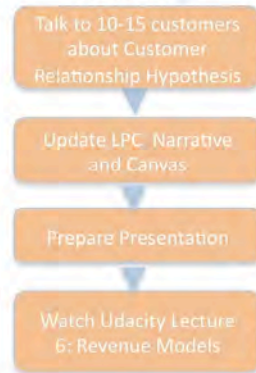 Talk to 10-15 customers
about Customer
Relationship Hypothesis
Update LPC Narrative
and Canvas
Prepare Presentation
Watch Udacity Lecture
6: Revenue Models